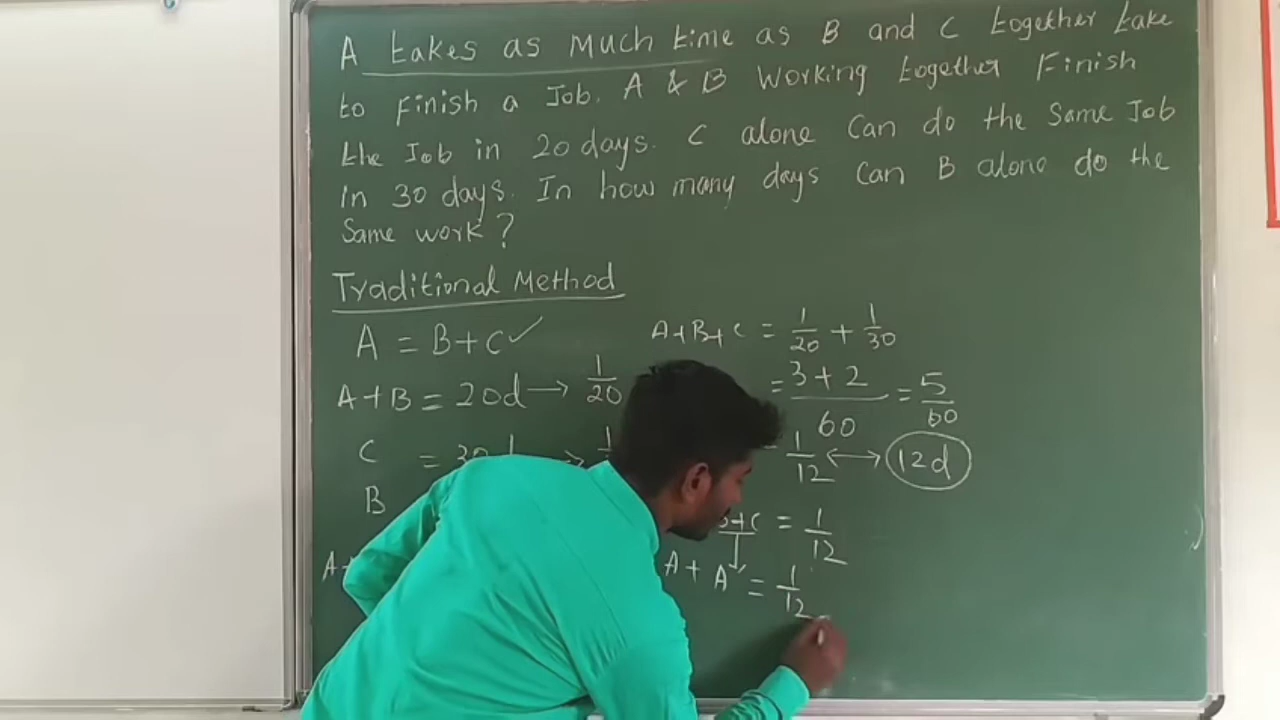 A takes as much time as B and C together take
to Finish a Job. A & B Working together Finish
the Job in 20 days. C alone Can do the Same Job
in 30 days. In how many days Can B alone do the
Same work?
Traditional Method
A = B+C ✓
A+B = 20d → 1/20
C =
B
A+B+C = 1/20 + 1/30
= 3+2/60 = 5/60
1/12 ↔ 12d
+C = 1/12
A + A = 1/12